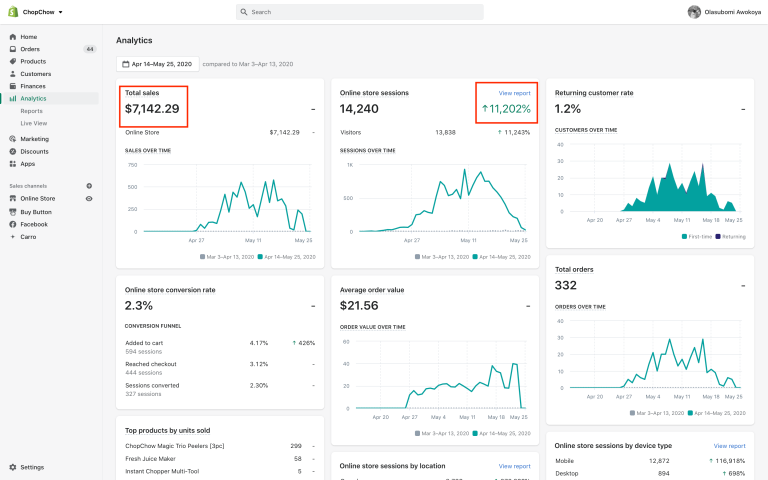 ChopChow
Search
Olasubomi Awokoya
Home
Orders 44
Products
Customers
Finances
Analytics
Reports
Live View
Marketing
Discounts
Apps
Sales channels
Online Store
Buy Button
Facebook
Carro
Settings
Analytics
Apr 14–May 25, 2020 compared to Mar 3–Apr 13, 2020
Total sales
$7,142.29 -
Online Store $7,142.29 -
SALES OVER TIME
750
500
250
0
Apr 27 May 11 May 25
Mar 3–Apr 13, 2020 Apr 14–May 25, 2020
Online store sessions View report
14,240 ↑11,202%
Visitors 13,838 ↑ 11,243%
SESSIONS OVER TIME
1K
500
0
Apr 27 May 11 May 25
Mar 3–Apr 13, 2020 Apr 14–May 25, 2020
Returning customer rate
1.2% -
CUSTOMERS OVER TIME
40
30
20
10
0
Apr 20 Apr 27 May 4 May 11 May 18 May 25
First-time Returning
Online store conversion rate
2.3% -
CONVERSION FUNNEL
Added to cart 4.17% ↑ 426%
594 sessions
Reached checkout 3.12% -
444 sessions
Sessions converted 2.30% -
327 sessions
Average order value
$21.56 -
ORDER VALUE OVER TIME
60
40
20
0
Apr 20 Apr 27 May 4 May 11 May 18 May 25
Mar 3–Apr 13, 2020 Apr 14–May 25, 2020
Total orders
332 -
ORDERS OVER TIME
40
30
20
10
0
Apr 20 Apr 27 May 4 May 11 May 18 May 25
Mar 3–Apr 13, 2020 Apr 14–May 25, 2020
Top products by units sold
ChopChow Magic Trio Peelers [3pc] 299 -
Fresh Juice Maker 58 -
Instant Chopper Multi-Tool 5 -
Online store sessions by location View report
Online store sessions by device type View report
Mobile 12,872 ↑ 116,918%
Desktop 894 ↑ 698%